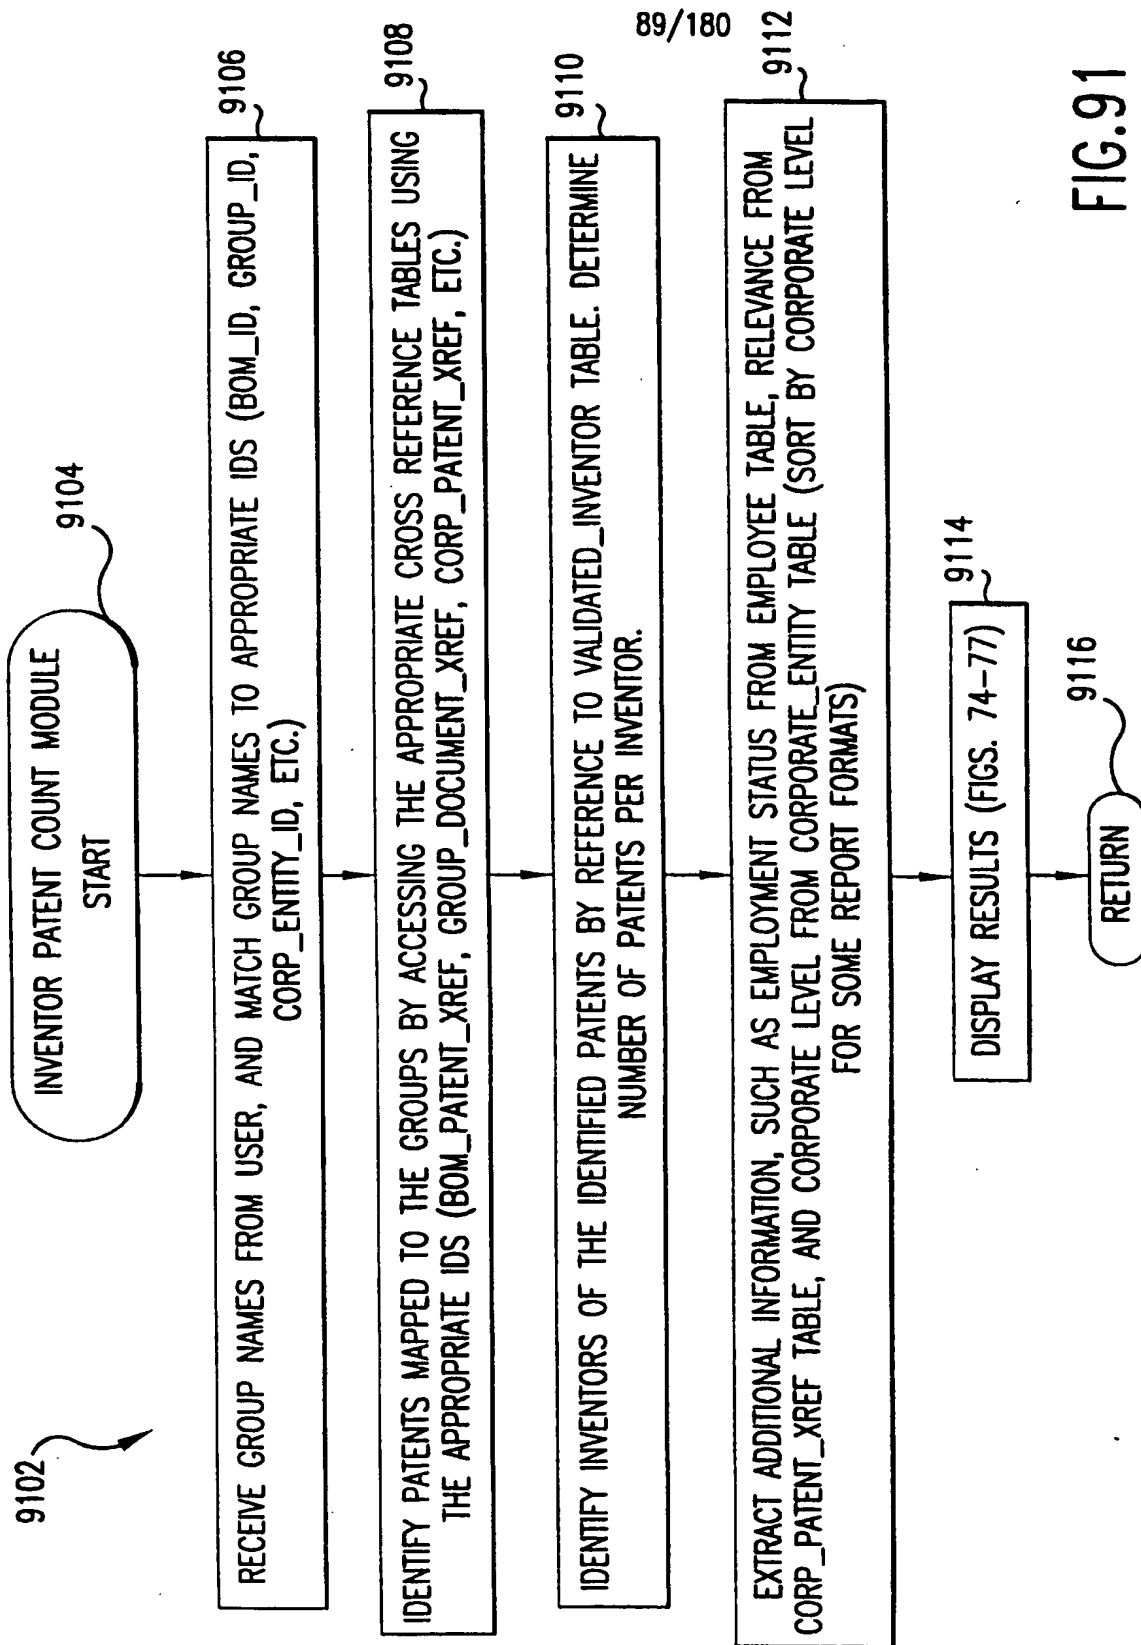 89/180
9102
INVENTOR PATENT COUNT MODULE
START
9104
RECEIVE GROUP NAMES FROM USER, AND MATCH GROUP NAMES TO APPROPRIATE IDS (BOM_ID, GROUP_ID,
CORP_ENTITY_ID, ETC.)
9106
IDENTIFY PATENTS MAPPED TO THE GROUPS BY ACCESSING THE APPROPRIATE CROSS REFERENCE TABLES USING
THE APPROPRIATE IDS (BOM_PATENT_XREF, GROUP_DOCUMENT_XREF, CORP_PATENT_XREF, ETC.)
9108
IDENTIFY INVENTORS OF THE IDENTIFIED PATENTS BY REFERENCE TO VALIDATED_INVENTOR TABLE. DETERMINE
NUMBER OF PATENTS PER INVENTOR.
9110
EXTRACT ADDITIONAL INFORMATION, SUCH AS EMPLOYMENT STATUS FROM EMPLOYEE TABLE, RELEVANCE FROM
CORP_PATENT_XREF TABLE, AND CORPORATE LEVEL FROM CORPORATE_ENTITY TABLE (SORT BY CORPORATE LEVEL
FOR SOME REPORT FORMATS)
9112
DISPLAY RESULTS (FIGS. 74-77)
9114
RETURN
9116
FIG.91